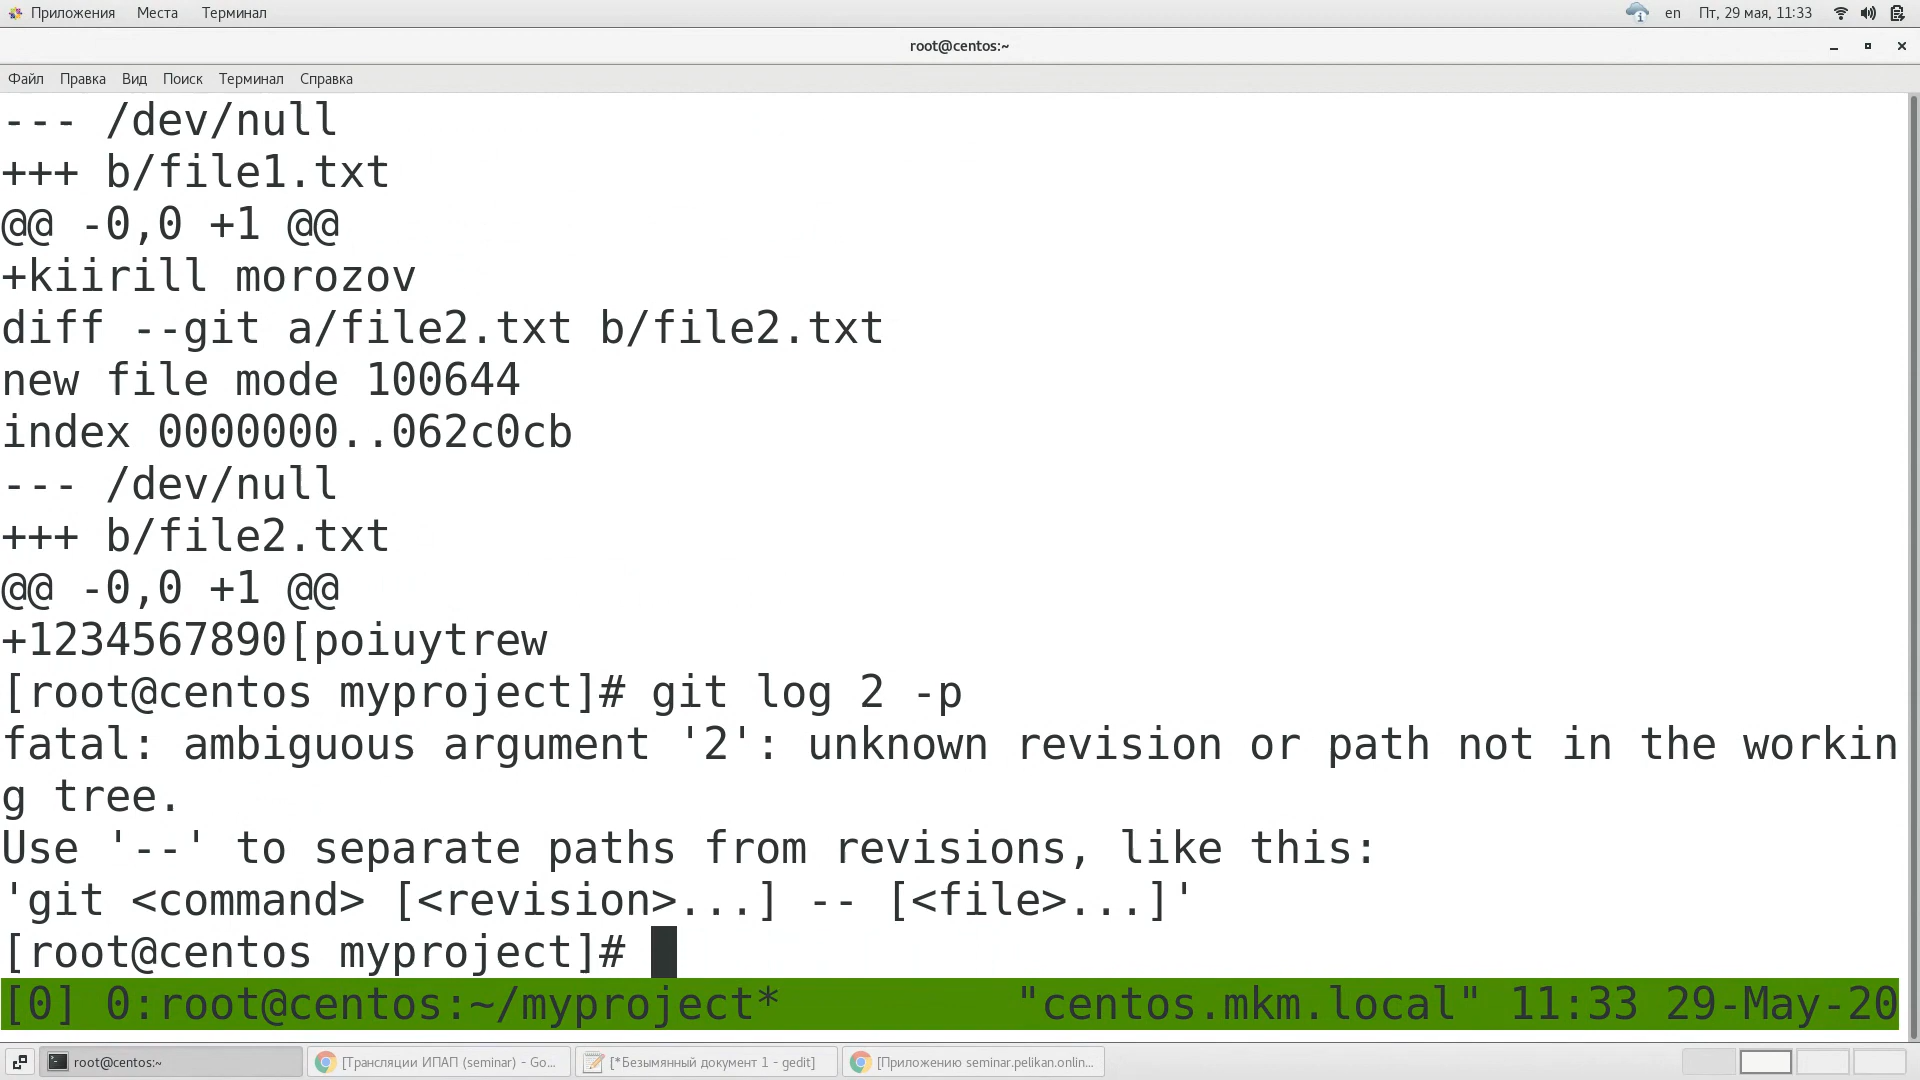 Приложения Места Терминал en Пт, 29 мая, 11:33
root@centos:~
Файл Правка Вид Поиск Терминал Справка
--- /dev/null
+++ b/file1.txt
@@ -0,0 +1 @@
+kiirill morozov
diff --git a/file2.txt b/file2.txt
new file mode 100644
index 0000000..062c0cb
--- /dev/null
+++ b/file2.txt
@@ -0,0 +1 @@
+1234567890[poiuytrew
[root@centos myproject]# git log 2 -p
fatal: ambiguous argument '2': unknown revision or path not in the workin
g tree.
Use '--' to separate paths from revisions, like this:
'git <command> [<revision>...] -- [<file>...]'
[root@centos myproject]#
[0] 0:root@centos:~/myproject* "centos.mkm.local" 11:33 29-May-20
root@centos:~ [Трансляции ИПАП (seminar) - Go... [*Безымянный документ 1 - gedit] [Приложению seminar.pelikan.onlin...